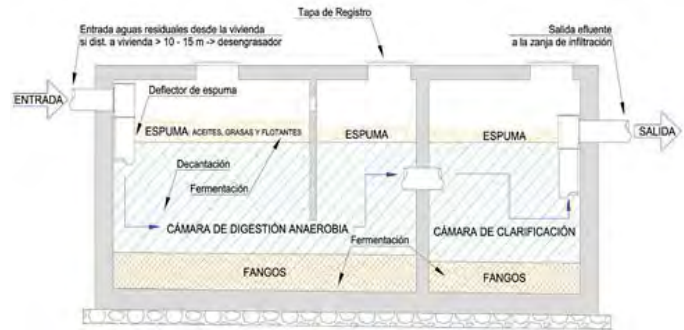 Entrada aguas residuales desde la vivienda
si dist. a vivienda > 10 - 15 m -> desengrasador
Tapa de Registro
Salida efluente
a la zanja de infiltración
ENTRADA
Deflector de espuma
ESPUMA: ACEITES, GRASAS Y FLOTANTES
ESPUMA
ESPUMA
SALIDA
Decantación
Fermentación
CÁMARA DE DIGESTIÓN ANAEROBIA
CÁMARA DE CLARIFICACIÓN
Fermentación
FANGOS
FANGOS